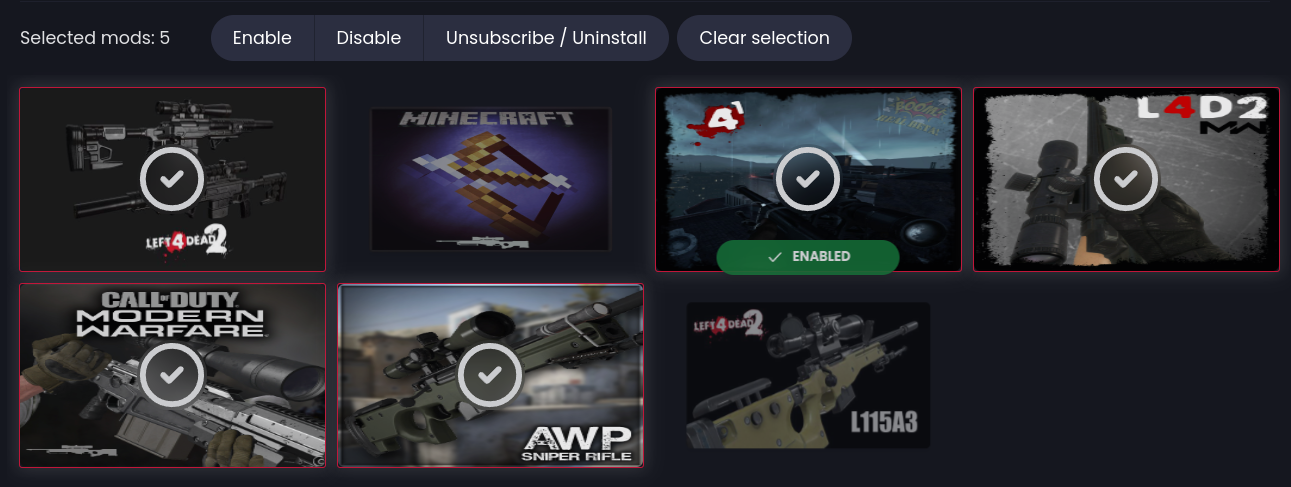 Selected mods: 5
Enable
Disable
Unsubscribe / Uninstall
Clear selection
LEFT 4 DEAD 2
MINECRAFT
4
L4D2
MW
ENABLED
CALL OF DUTY
MODERN
WARFARE
AWP
SNIPER RIFLE
LEFT 4 DEAD 2
L115A3